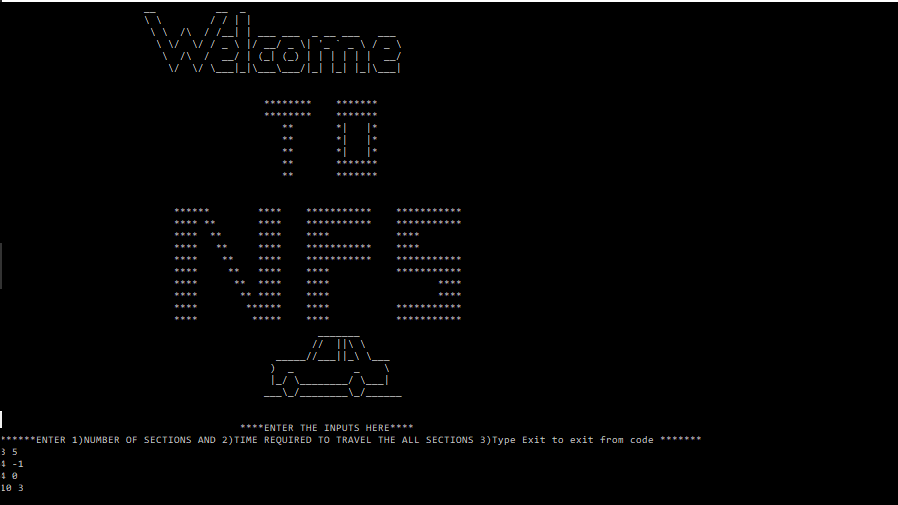 Welcome
TO
NFS
****ENTER THE INPUTS HERE****
******ENTER 1)NUMBER OF SECTIONS AND 2)TIME REQUIRED TO TRAVEL THE ALL SECTIONS 3)Type Exit to exit from code *******
3 5
4 -1
4 0
10 3